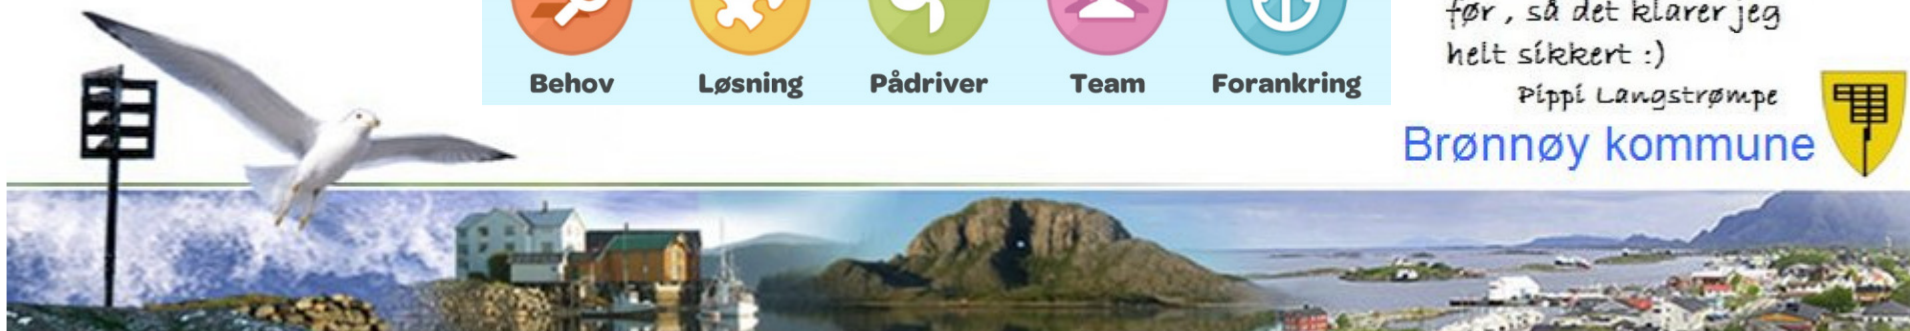 Behov
Løsning
Pådriver
Team
Forankring
før , så det klarer jeg
helt sikkert :)
Pippi Langstrømpe
Brønnøy kommune